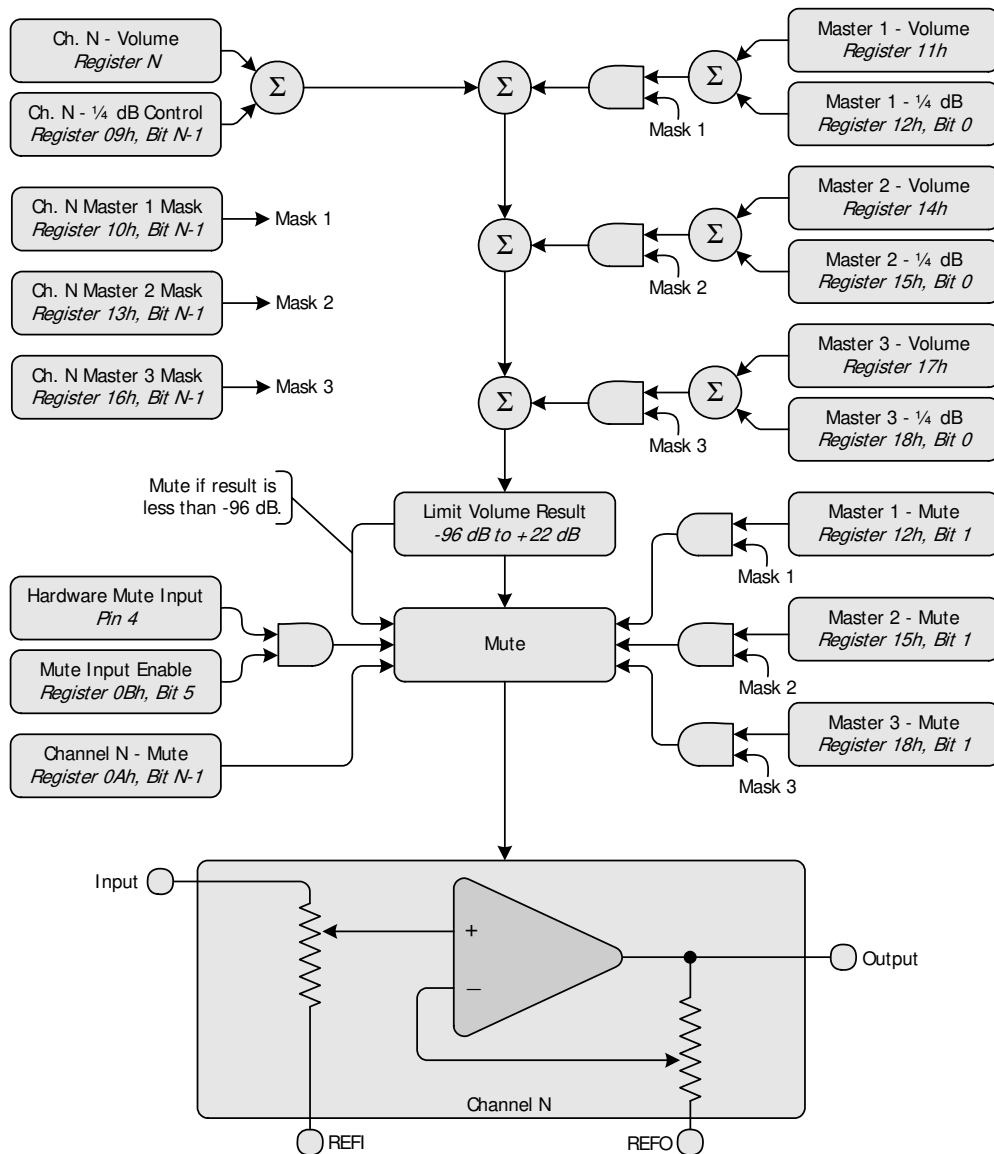 Ch. N - Volume
Register N
Ch. N - ¼ dB Control
Register 09h, Bit N-1
Σ
Σ
Mask 1
Σ
Master 1 - Volume
Register 11h
Master 1 - ¼ dB
Register 12h, Bit 0
Ch. N Master 1 Mask
Register 10h, Bit N-1
Mask 1
Ch. N Master 2 Mask
Register 13h, Bit N-1
Mask 2
Ch. N Master 3 Mask
Register 16h, Bit N-1
Mask 3
Σ
Mask 2
Σ
Master 2 - Volume
Register 14h
Master 2 - ¼ dB
Register 15h, Bit 0
Σ
Mask 3
Σ
Master 3 - Volume
Register 17h
Master 3 - ¼ dB
Register 18h, Bit 0
Mute if result is
less than -96 dB.
Limit Volume Result
-96 dB to +22 dB
Hardware Mute Input
Pin 4
Mute Input Enable
Register 0Bh, Bit 5
Channel N - Mute
Register 0Ah, Bit N-1
Mute
Mask 1
Master 1 - Mute
Register 12h, Bit 1
Mask 2
Master 2 - Mute
Register 15h, Bit 1
Mask 3
Master 3 - Mute
Register 18h, Bit 1
Input
+
−
Output
Channel N
REFI
REFO